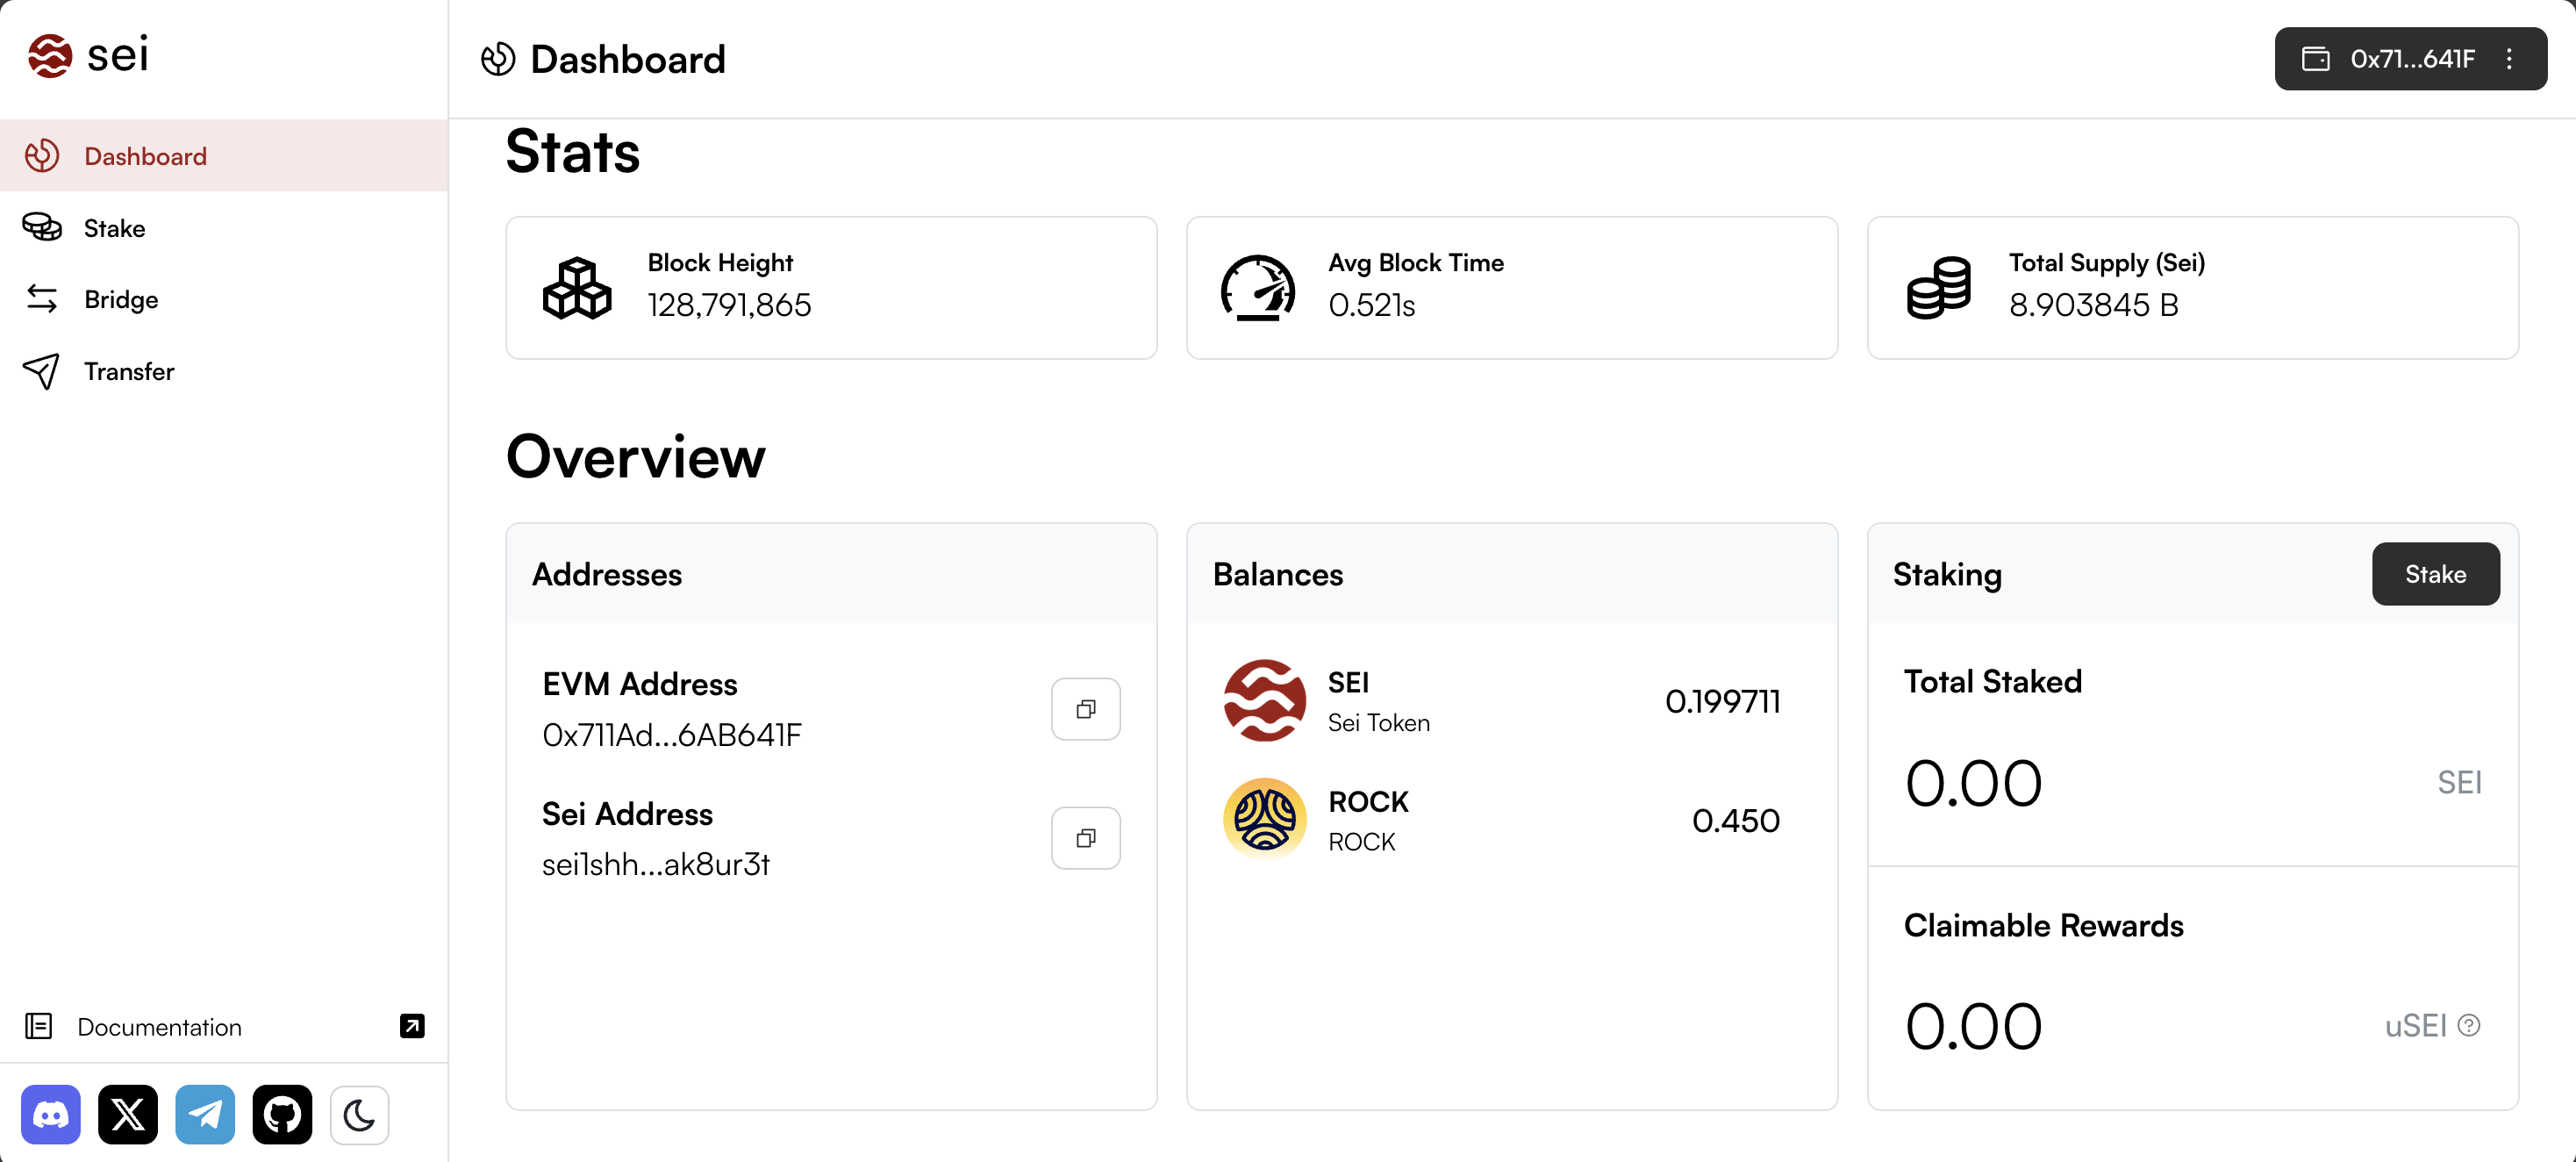 sei
Dashboard
Stake
Bridge
Transfer
Documentation
Dashboard
0x71...641F
Stats
Block Height
128,791,865
Avg Block Time
0.521s
Total Supply (Sei)
8.903845 B
Overview
Addresses
EVM Address
0x711Ad...6AB641F
Sei Address
sei1shh...ak8ur3t
Balances
SEI
Sei Token
0.199711
ROCK
ROCK
0.450
Staking
Stake
Total Staked
0.00
SEI
Claimable Rewards
0.00
uSEI